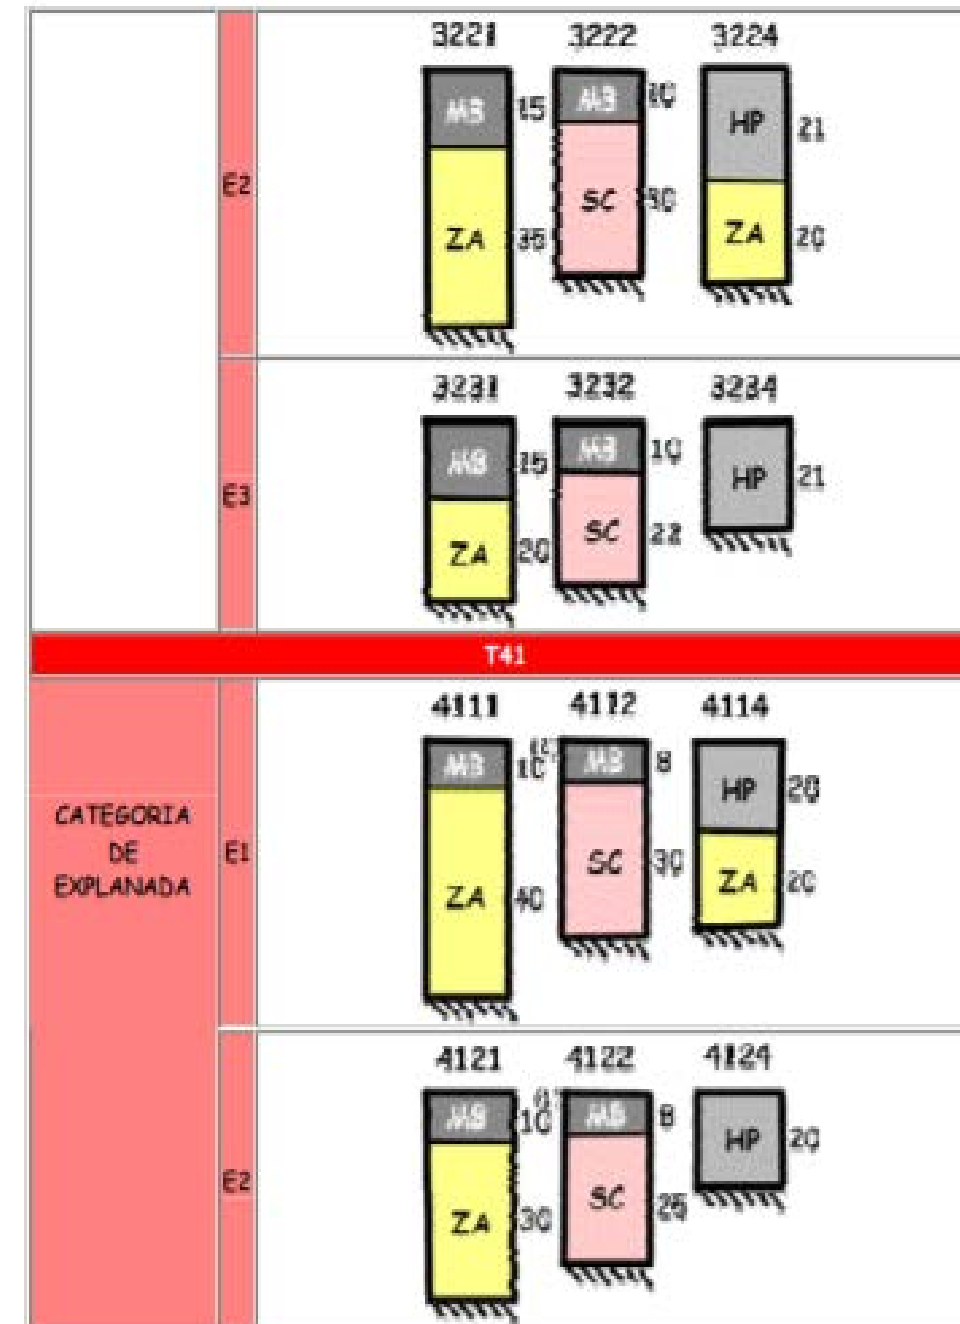 3221 3222 3224
MB 15 MB 10 HP 21
E2
ZA 35 SC 30 ZA 20
3231 3232 3234
MB 15 MB 10 HP 21
E3
ZA 20 SC 22
T41
4111 4112 4114
MB 10 MB 8 HP 20
CATEGORIA
DE
EXPLANADA
E1
ZA 40 SC 30 ZA 20
4121 4122 4124
MB 10 MB 8 HP 20
E2
ZA 30 SC 25